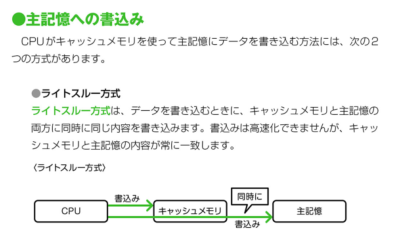 ●主記憶への書込み
CPUがキャッシュメモリを使って主記憶にデータを書き込む方法には、次の2
つの方式があります。
●ライトスルー方式
ライトスルー方式は、データを書き込むときに、キャッシュメモリと主記憶の
両方に同時に同じ内容を書き込みます。書込みは高速化できませんが、キャッ
シュメモリと主記憶の内容が常に一致します。
〈ライトスルー方式〉
書込み 同時に
CPU キャッシュメモリ 主記憶
書込み